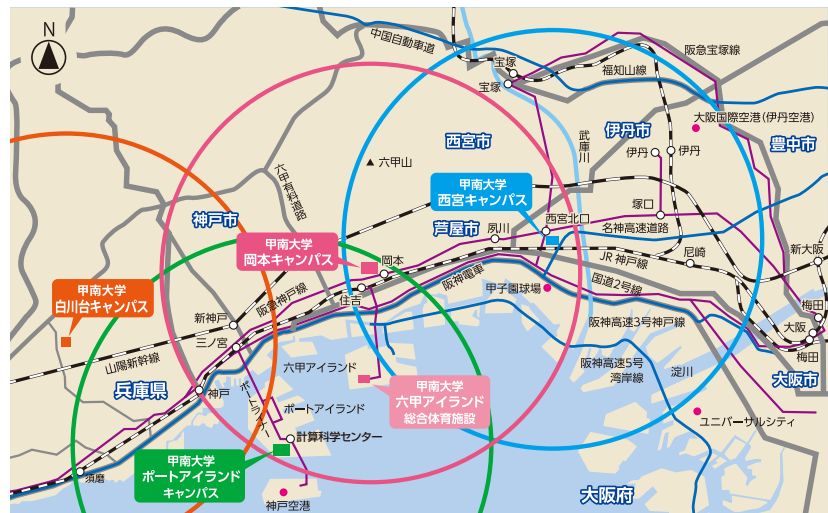 N
中国自動車道
宝塚
宝塚
福知山線
阪急宝塚線
大阪国際空港(伊丹空港)
西宮市
伊丹市
豊中市
武庫川
伊丹
伊丹
六甲山
六甲有料道路
甲南大学
西宮キャンパス
塚口
神戸市
芦屋市
夙川
西宮北口
名神高速道路
甲南大学
岡本キャンパス
岡本
JR神戸線
尼崎
新大阪
阪神電車
甲子園球場
国道2号線
甲南大学
白川台キャンパス
阪急神戸線
住吉
新神戸
三ノ宮
梅田
大阪
梅田
阪神高速3号神戸線
山陽新幹線
六甲アイランド
阪神高速5号
湾岸線
淀川
大阪市
兵庫県
神戸
ポートライナー
ポートアイランド
甲南大学
六甲アイランド
総合体育施設
ユニバーサルシティ
計算科学センター
甲南大学
ポートアイランド
キャンパス
須磨
神戸空港
大阪府